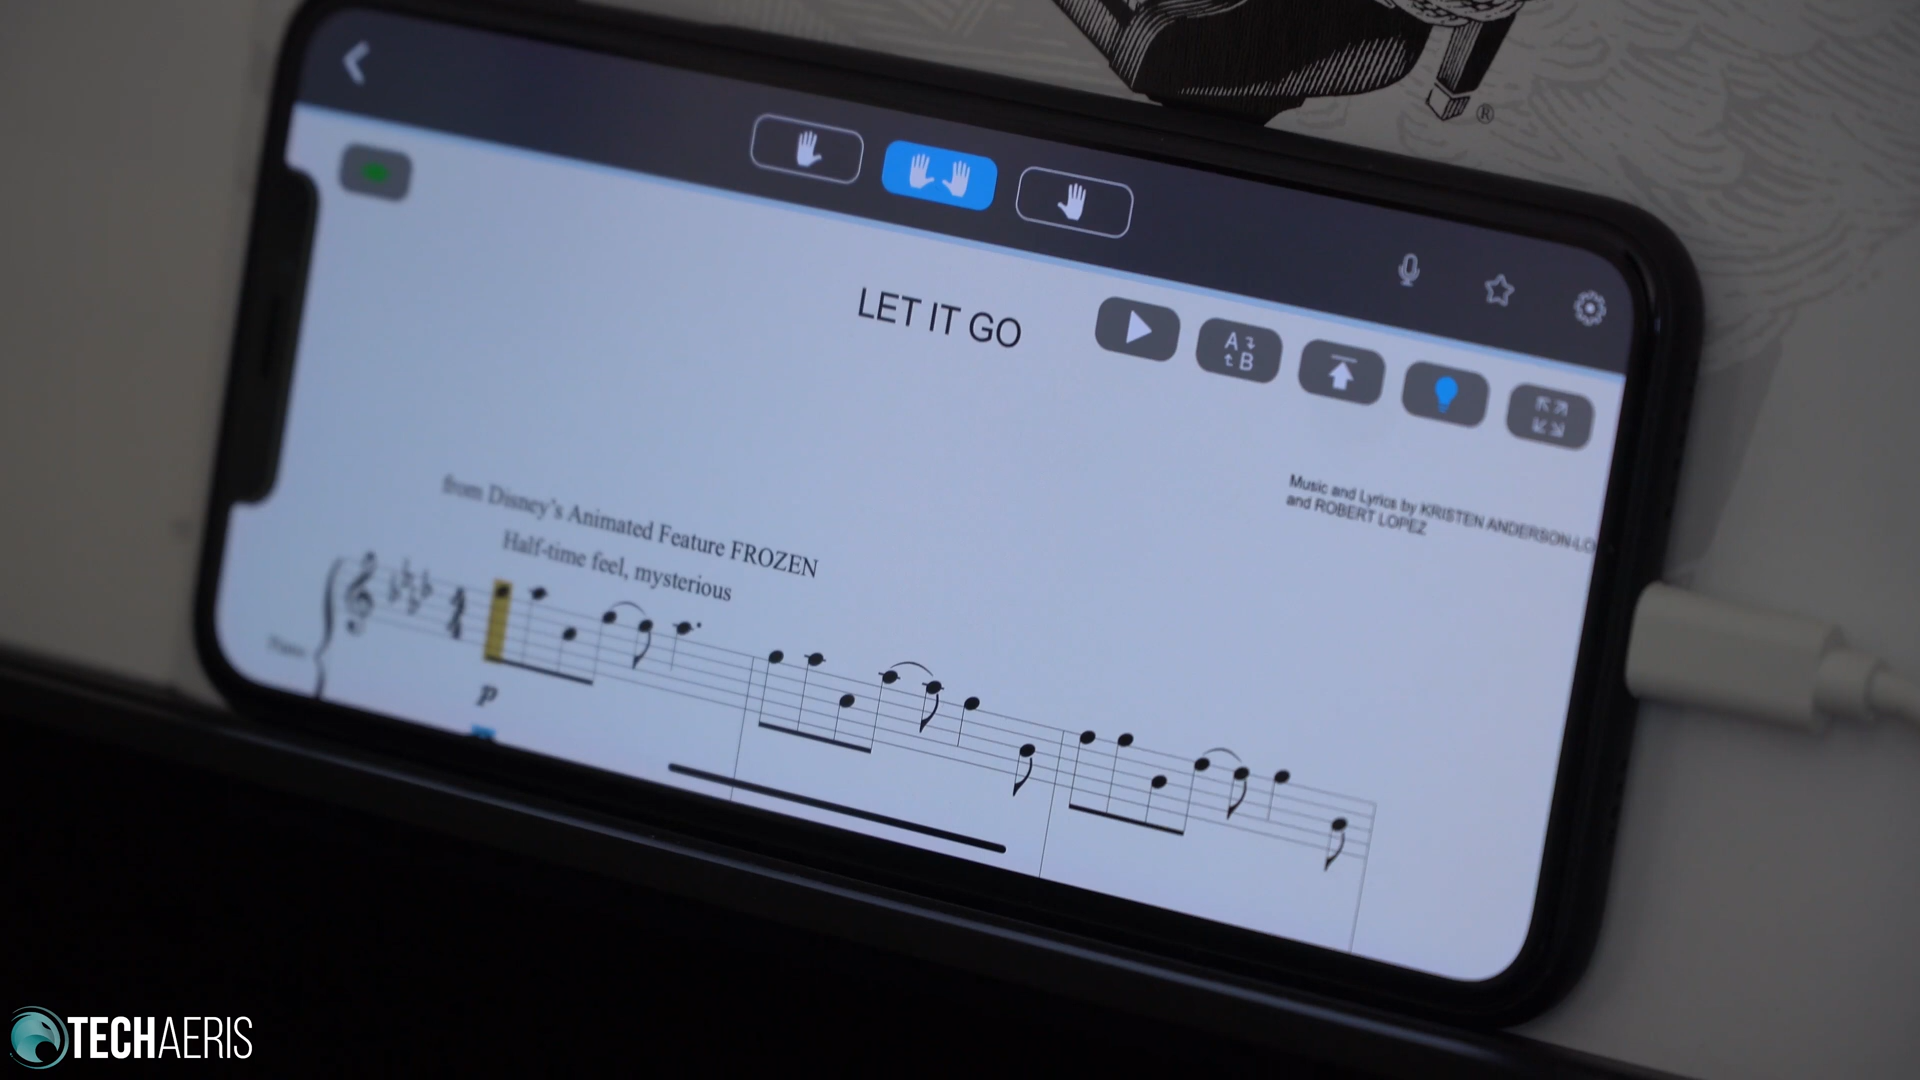 ®
LET IT GO
A
B
Music and Lyrics by KRISTEN ANDERSON-LO
and ROBERT LOPEZ
from Disney's Animated Feature FROZEN
Half-time feel, mysterious
Piano
p
TECHAERIS